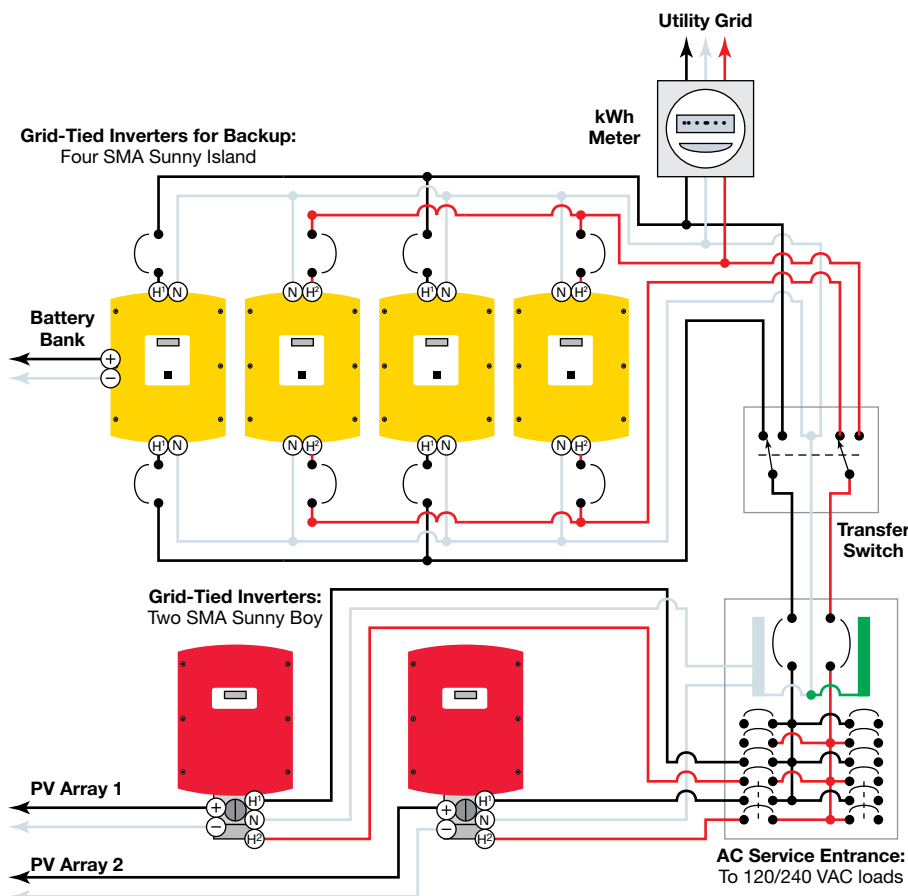 Utility Grid
kWh
Meter
Grid-Tied Inverters for Backup:
Four SMA Sunny Island
H¹ N
N H²
H¹ N
N H²
Battery
Bank
+
−
H¹ N
N H²
H¹ N
N H²
Transfer
Switch
Grid-Tied Inverters:
Two SMA Sunny Boy
PV Array 1
+
−
H¹
N
H²
+
−
H¹
N
H²
PV Array 2
AC Service Entrance:
To 120/240 VAC loads